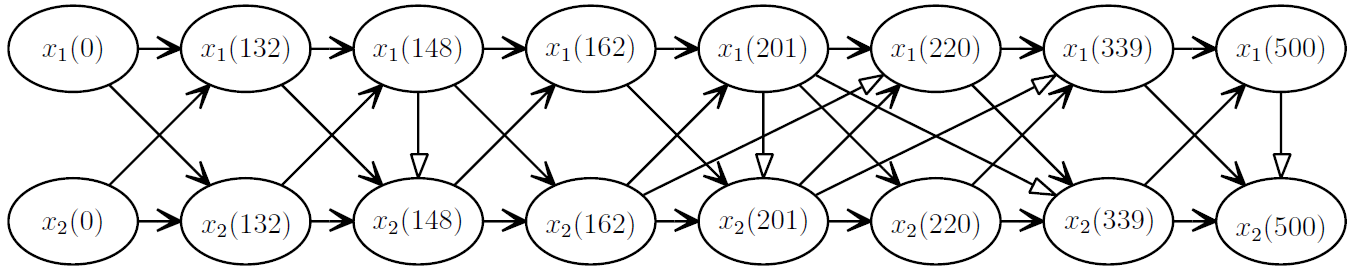 x₁(0) x₁(132) x₁(148) x₁(162) x₁(201) x₁(220) x₁(339) x₁(500)
x₂(0) x₂(132) x₂(148) x₂(162) x₂(201) x₂(220) x₂(339) x₂(500)